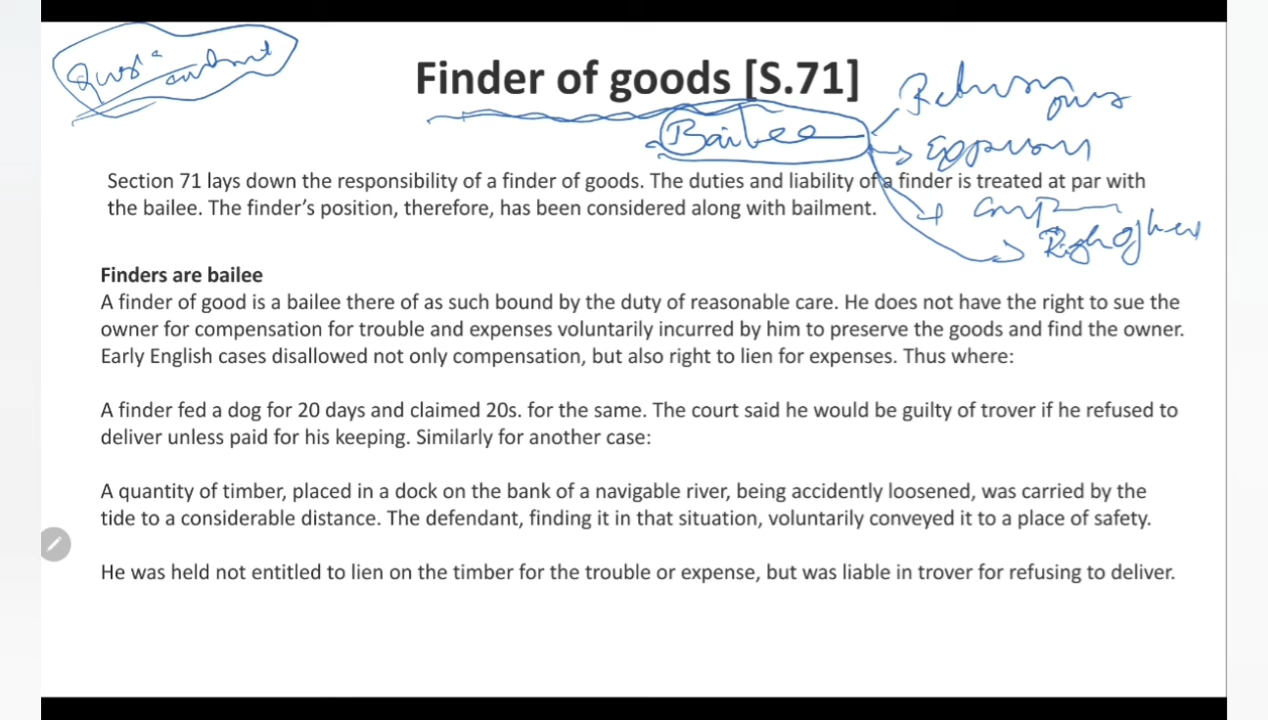 Finder of goods [S.71]
Bailee
Section 71 lays down the responsibility of a finder of goods. The duties and liability of a finder is treated at par with
the bailee. The finder's position, therefore, has been considered along with bailment.
Finders are bailee
A finder of good is a bailee there of as such bound by the duty of reasonable care. He does not have the right to sue the
owner for compensation for trouble and expenses voluntarily incurred by him to preserve the goods and find the owner.
Early English cases disallowed not only compensation, but also right to lien for expenses. Thus where:
A finder fed a dog for 20 days and claimed 20s. for the same. The court said he would be guilty of trover if he refused to
deliver unless paid for his keeping. Similarly for another case:
A quantity of timber, placed in a dock on the bank of a navigable river, being accidently loosened, was carried by the
tide to a considerable distance. The defendant, finding it in that situation, voluntarily conveyed it to a place of safety.
He was held not entitled to lien on the timber for the trouble or expense, but was liable in trover for refusing to deliver.